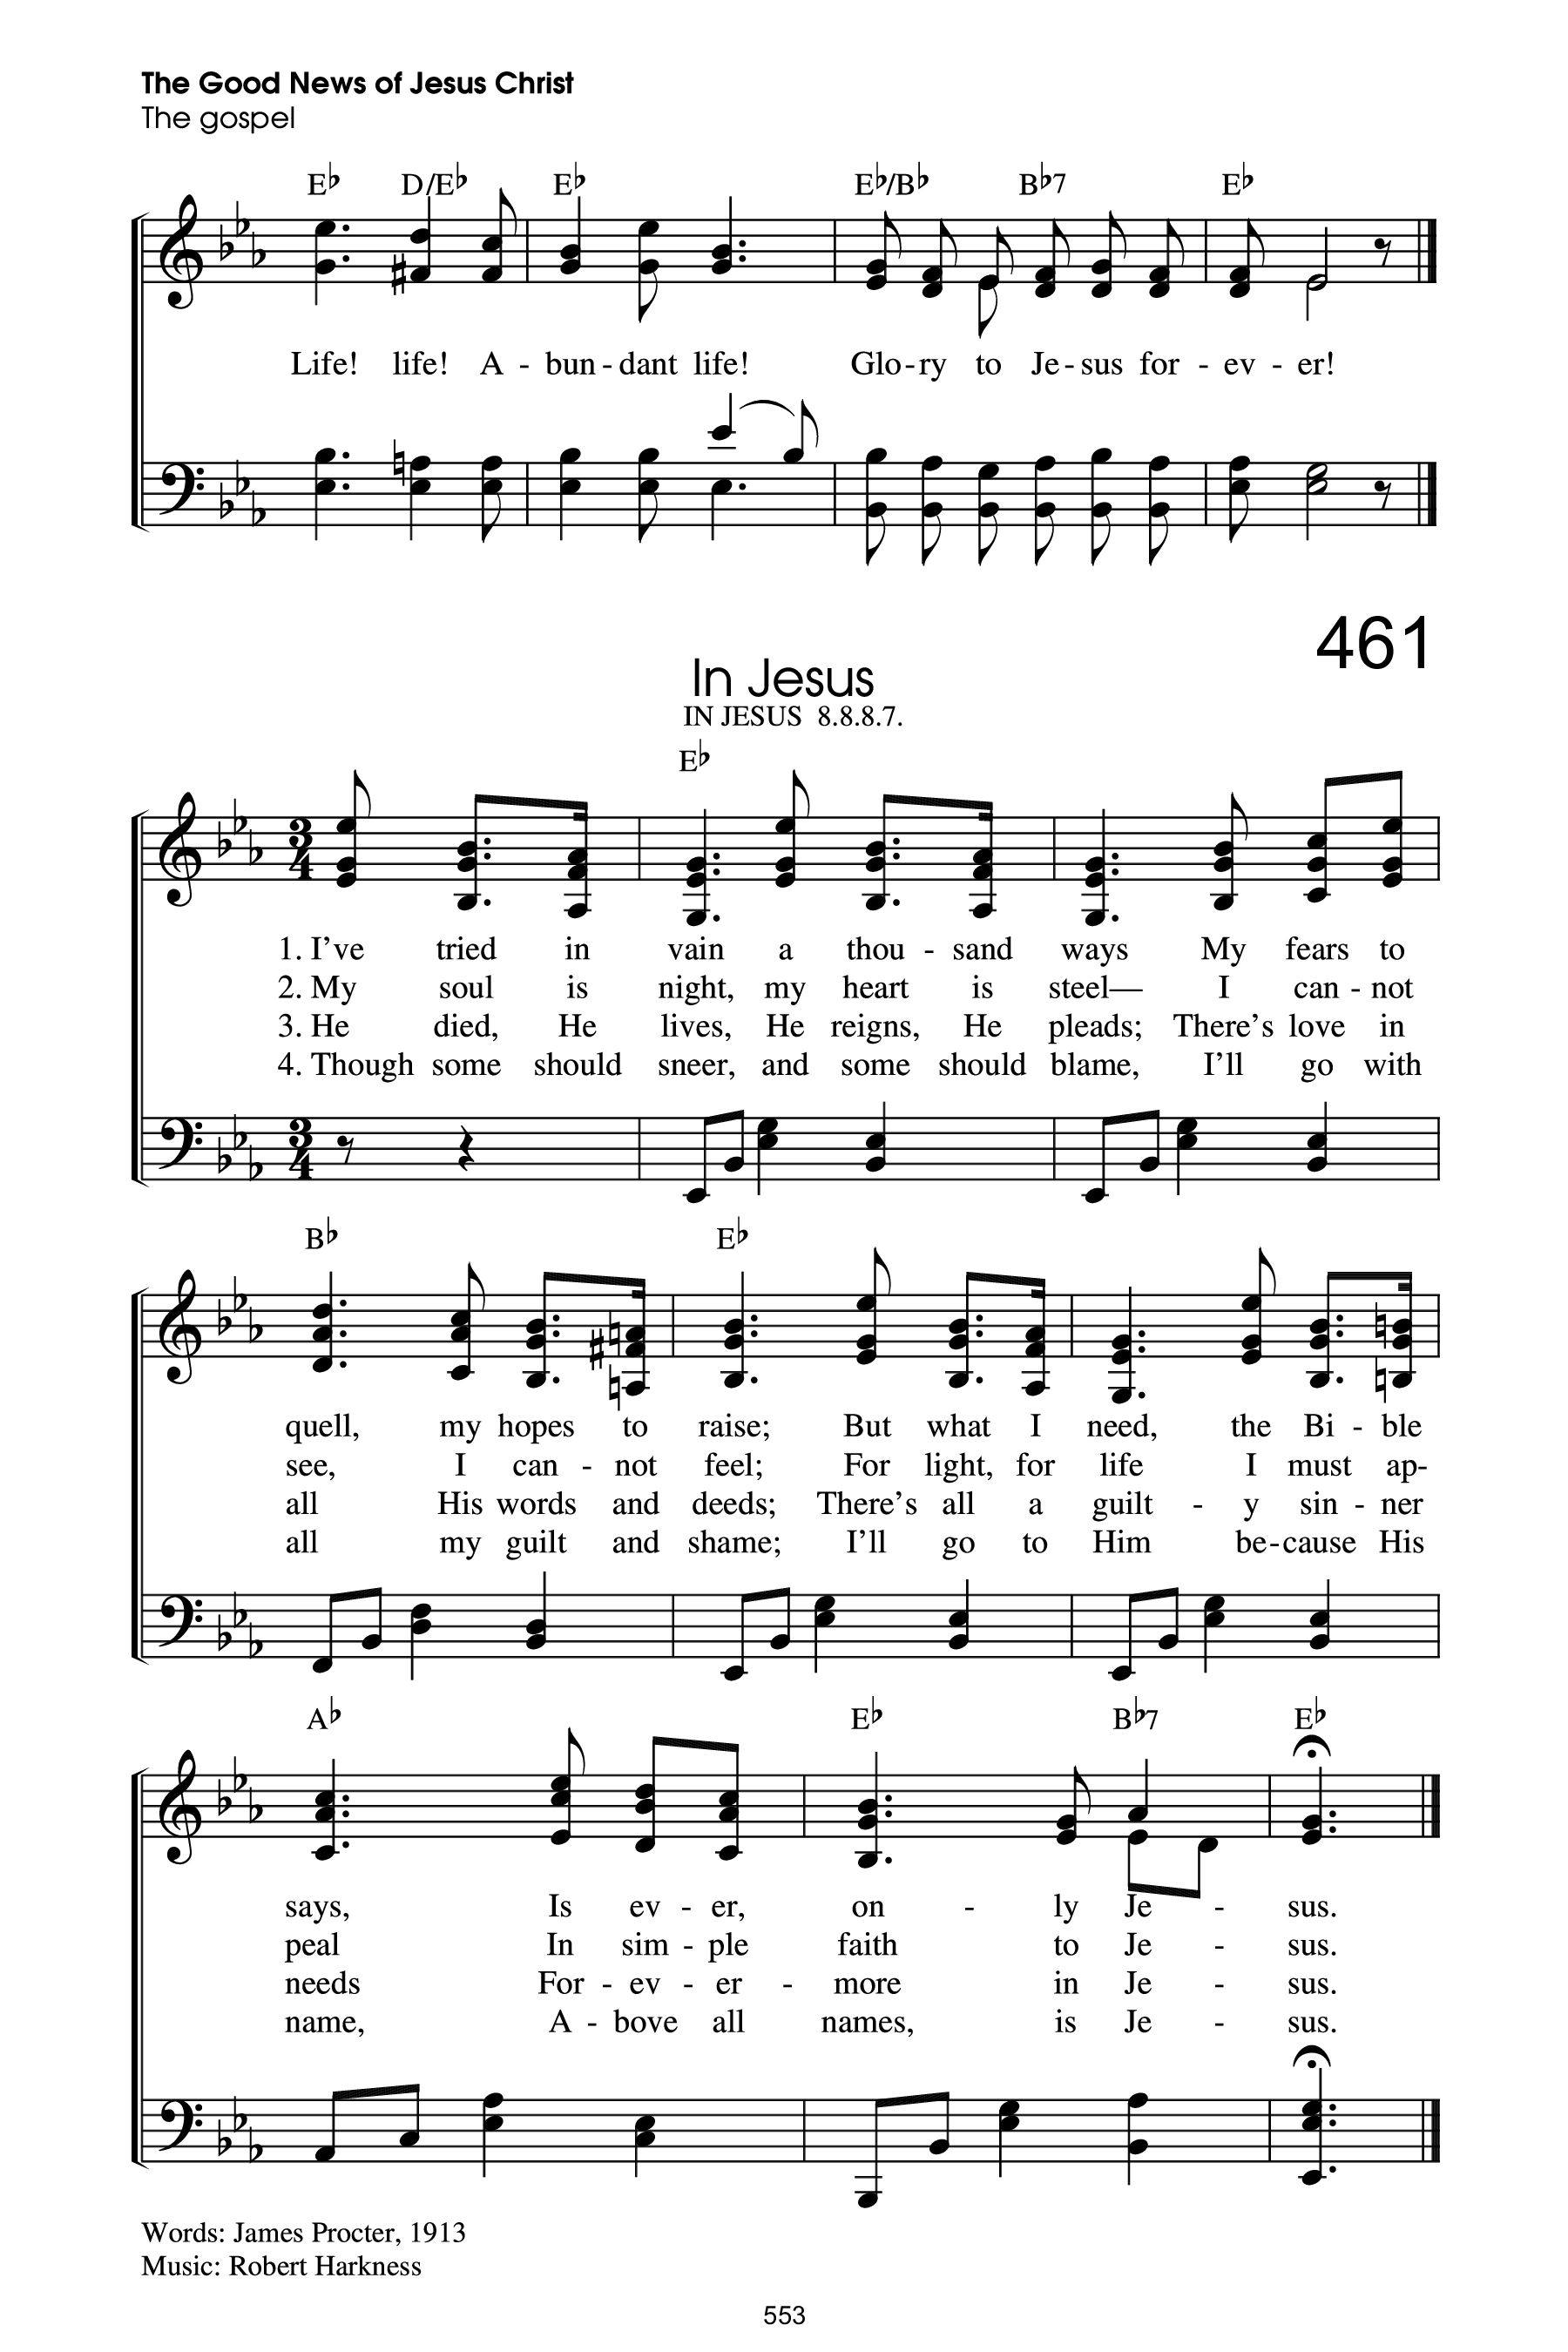 The Good News of Jesus Christ
The gospel
E♭ D/E♭ E♭ E♭/B♭ B♭7 E♭
Life! life! A - bun - dant life! Glo - ry to Je - sus for - ev - er!
461
In Jesus
IN JESUS 8.8.8.7.
E♭
3/4
1. I've tried in vain a thou - sand ways My fears to
2. My soul is night, my heart is steel— I can - not
3. He died, He lives, He reigns, He pleads; There's love in
4. Though some should sneer, and some should blame, I'll go with
3/4
B♭ E♭
quell, my hopes to raise; But what I need, the Bi - ble
see, I can - not feel; For light, for life I must ap-
all His words and deeds; There's all a guilt - y sin - ner
all my guilt and shame; I'll go to Him be - cause His
A♭ E♭ B♭7 E♭
says, Is ev - er, on - ly Je - sus.
peal In sim - ple faith to Je - sus.
needs For - ev - er - more in Je - sus.
name, A - bove all names, is Je - sus.
Words: James Procter, 1913
Music: Robert Harkness
553